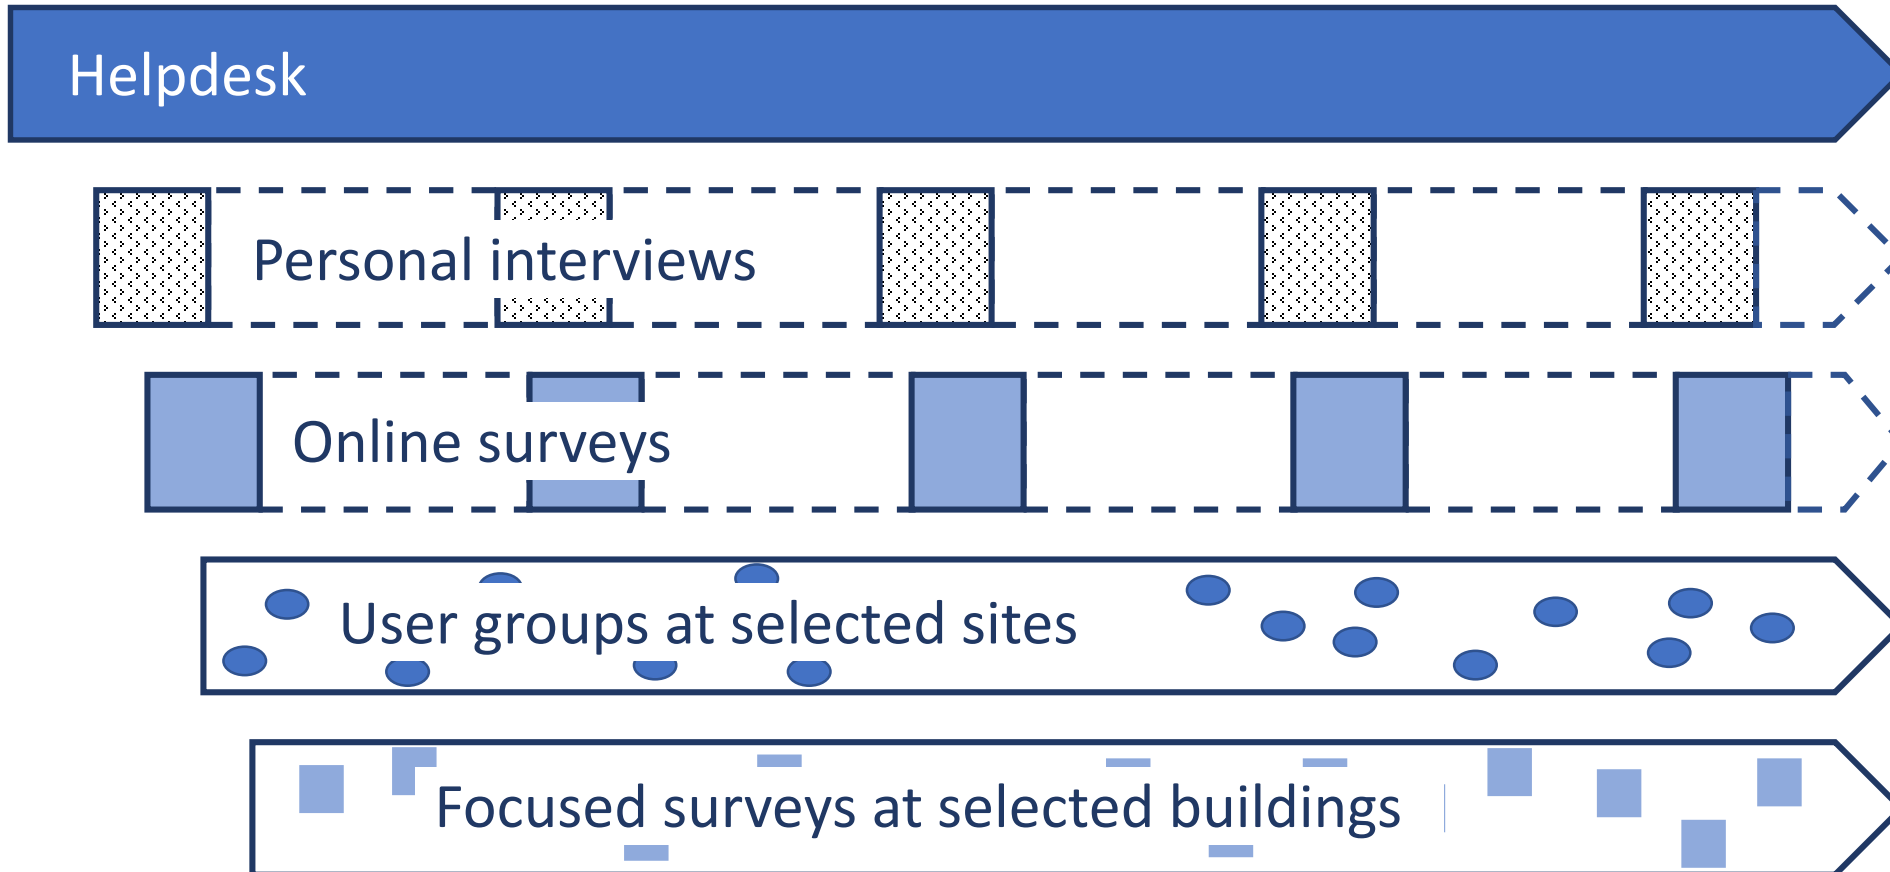 Helpdesk
Personal interviews
Online surveys
User groups at selected sites
Focused surveys at selected buildings